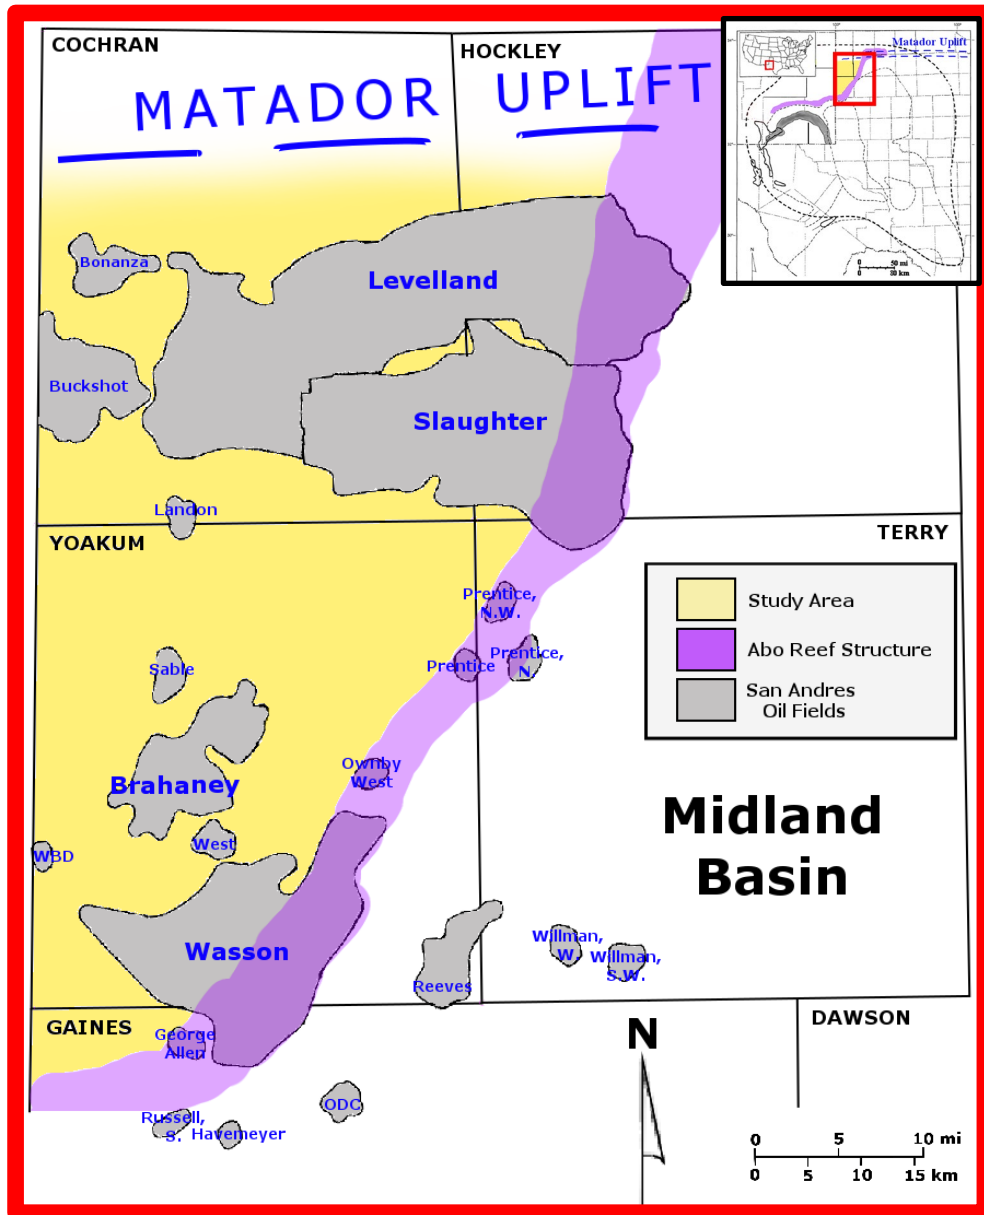 COCHRAN
HOCKLEY
MATADOR UPLIFT
Matador Uplift
50 mi
80 km
Bonanza
Levelland
Buckshot
Slaughter
Landon
YOAKUM
TERRY
Study Area
Abo Reef Structure
San Andres
Oil Fields
Prentice,
N.W.
Prentice
Prentice,
N
Sable
Ownby
West
Brahaney
West
WBD
Midland
Basin
Wasson
Reeves
Willman,
W.
Willman,
S.W.
GAINES
George
Allen
N
DAWSON
ODC
Russell,
S.
Havemeyer
0 5 10 mi
0 5 10 15 km